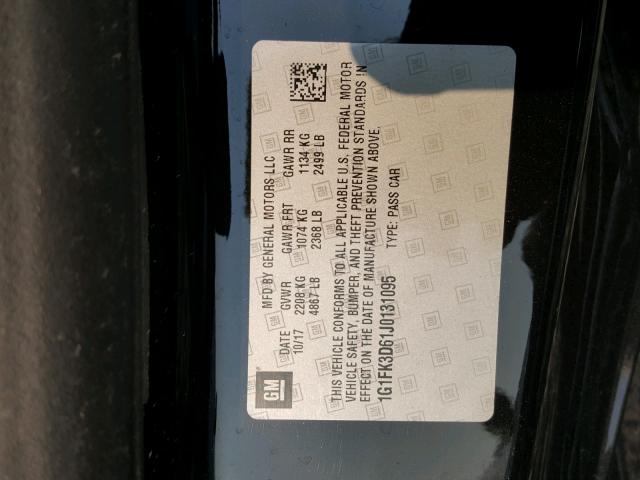 GM
MFD BY GENERAL MOTORS LLC
DATE GVWR GAWR FRT GAWR RR
10/17 2208 KG 1074 KG 1134 KG
4867 LB 2368 LB 2499 LB
THIS VEHICLE CONFORMS TO ALL APPLICABLE U.S. FEDERAL MOTOR
VEHICLE SAFETY, BUMPER, AND THEFT PREVENTION STANDARDS IN
EFFECT ON THE DATE OF MANUFACTURE SHOWN ABOVE.
1G1FK3D61J0131095 TYPE: PASS CAR